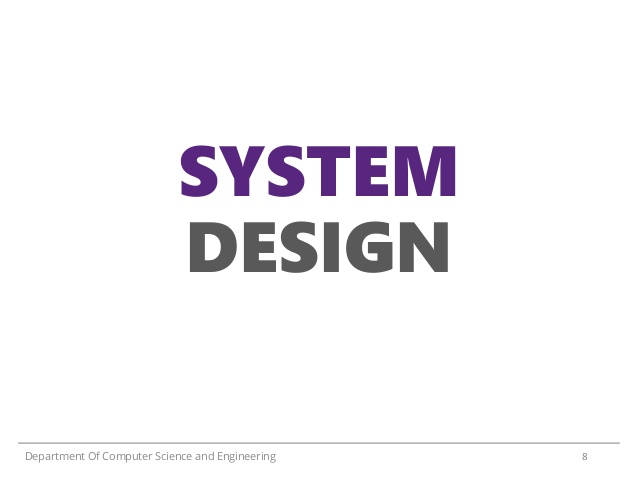 SYSTEM
DESIGN
Department Of Computer Science and Engineering 8